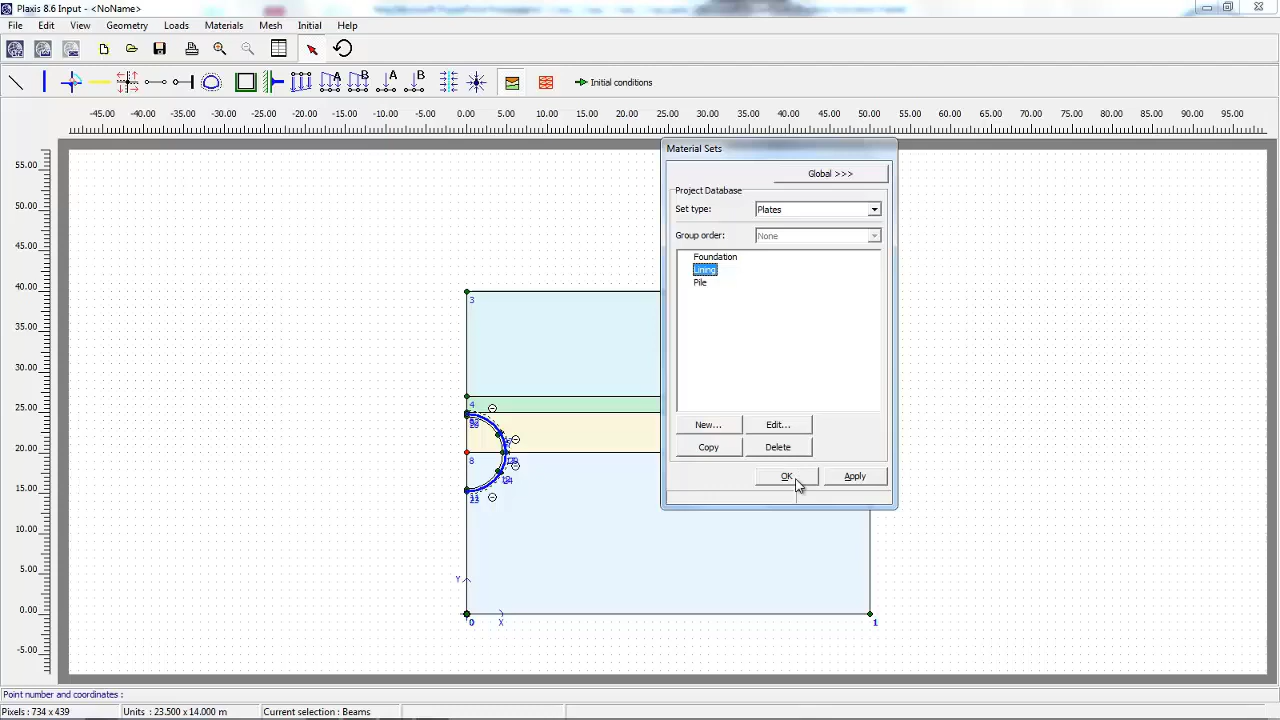 Plaxis 8.6 Input - <NoName>
File Edit View Geometry Loads Materials Mesh Initial Help
A B A B Initial conditions
-45.00 -40.00 -35.00 -30.00 -25.00 -20.00 -15.00 -10.00 -5.00 0.00 5.00 10.00 15.00 20.00 25.00 30.00 35.00 40.00 45.00 50.00 55.00 60.00 65.00 70.00 75.00 80.00 85.00 90.00 95.00
55.00
50.00
45.00
40.00
35.00
30.00
25.00
20.00
15.00
10.00
5.00
0.00
-5.00
3
4
8
Y
0 X 1
Material Sets
Global >>>
Project Database
Set type: Plates
Group order: None
Foundation
Lining
Pile
New... Edit...
Copy Delete
OK Apply
Point number and coordinates :
Pixels : 734 x 439 Units : 23.500 x 14.000 m Current selection : Beams